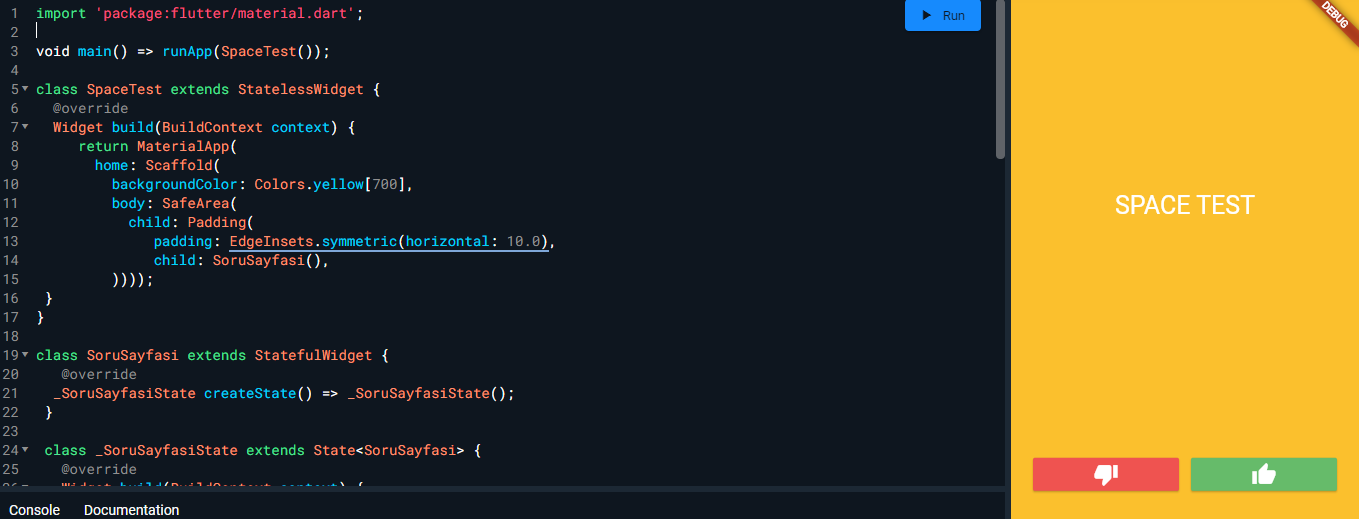 1 import 'package:flutter/material.dart';
2
3 void main() => runApp(SpaceTest());
4
5 class SpaceTest extends StatelessWidget {
6 @override
7 Widget build(BuildContext context) {
8 return MaterialApp(
9 home: Scaffold(
10 backgroundColor: Colors.yellow[700],
11 body: SafeArea(
12 child: Padding(
13 padding: EdgeInsets.symmetric(horizontal: 10.0),
14 child: SoruSayfasi(),
15 ))));
16 }
17 }
18
19 class SoruSayfasi extends StatefulWidget {
20 @override
21 _SoruSayfasiState createState() => _SoruSayfasiState();
22 }
23
24 class _SoruSayfasiState extends State<SoruSayfasi> {
25 @override
26 Widget build(BuildContext context) {
Run
Console Documentation
DEBUG
SPACE TEST